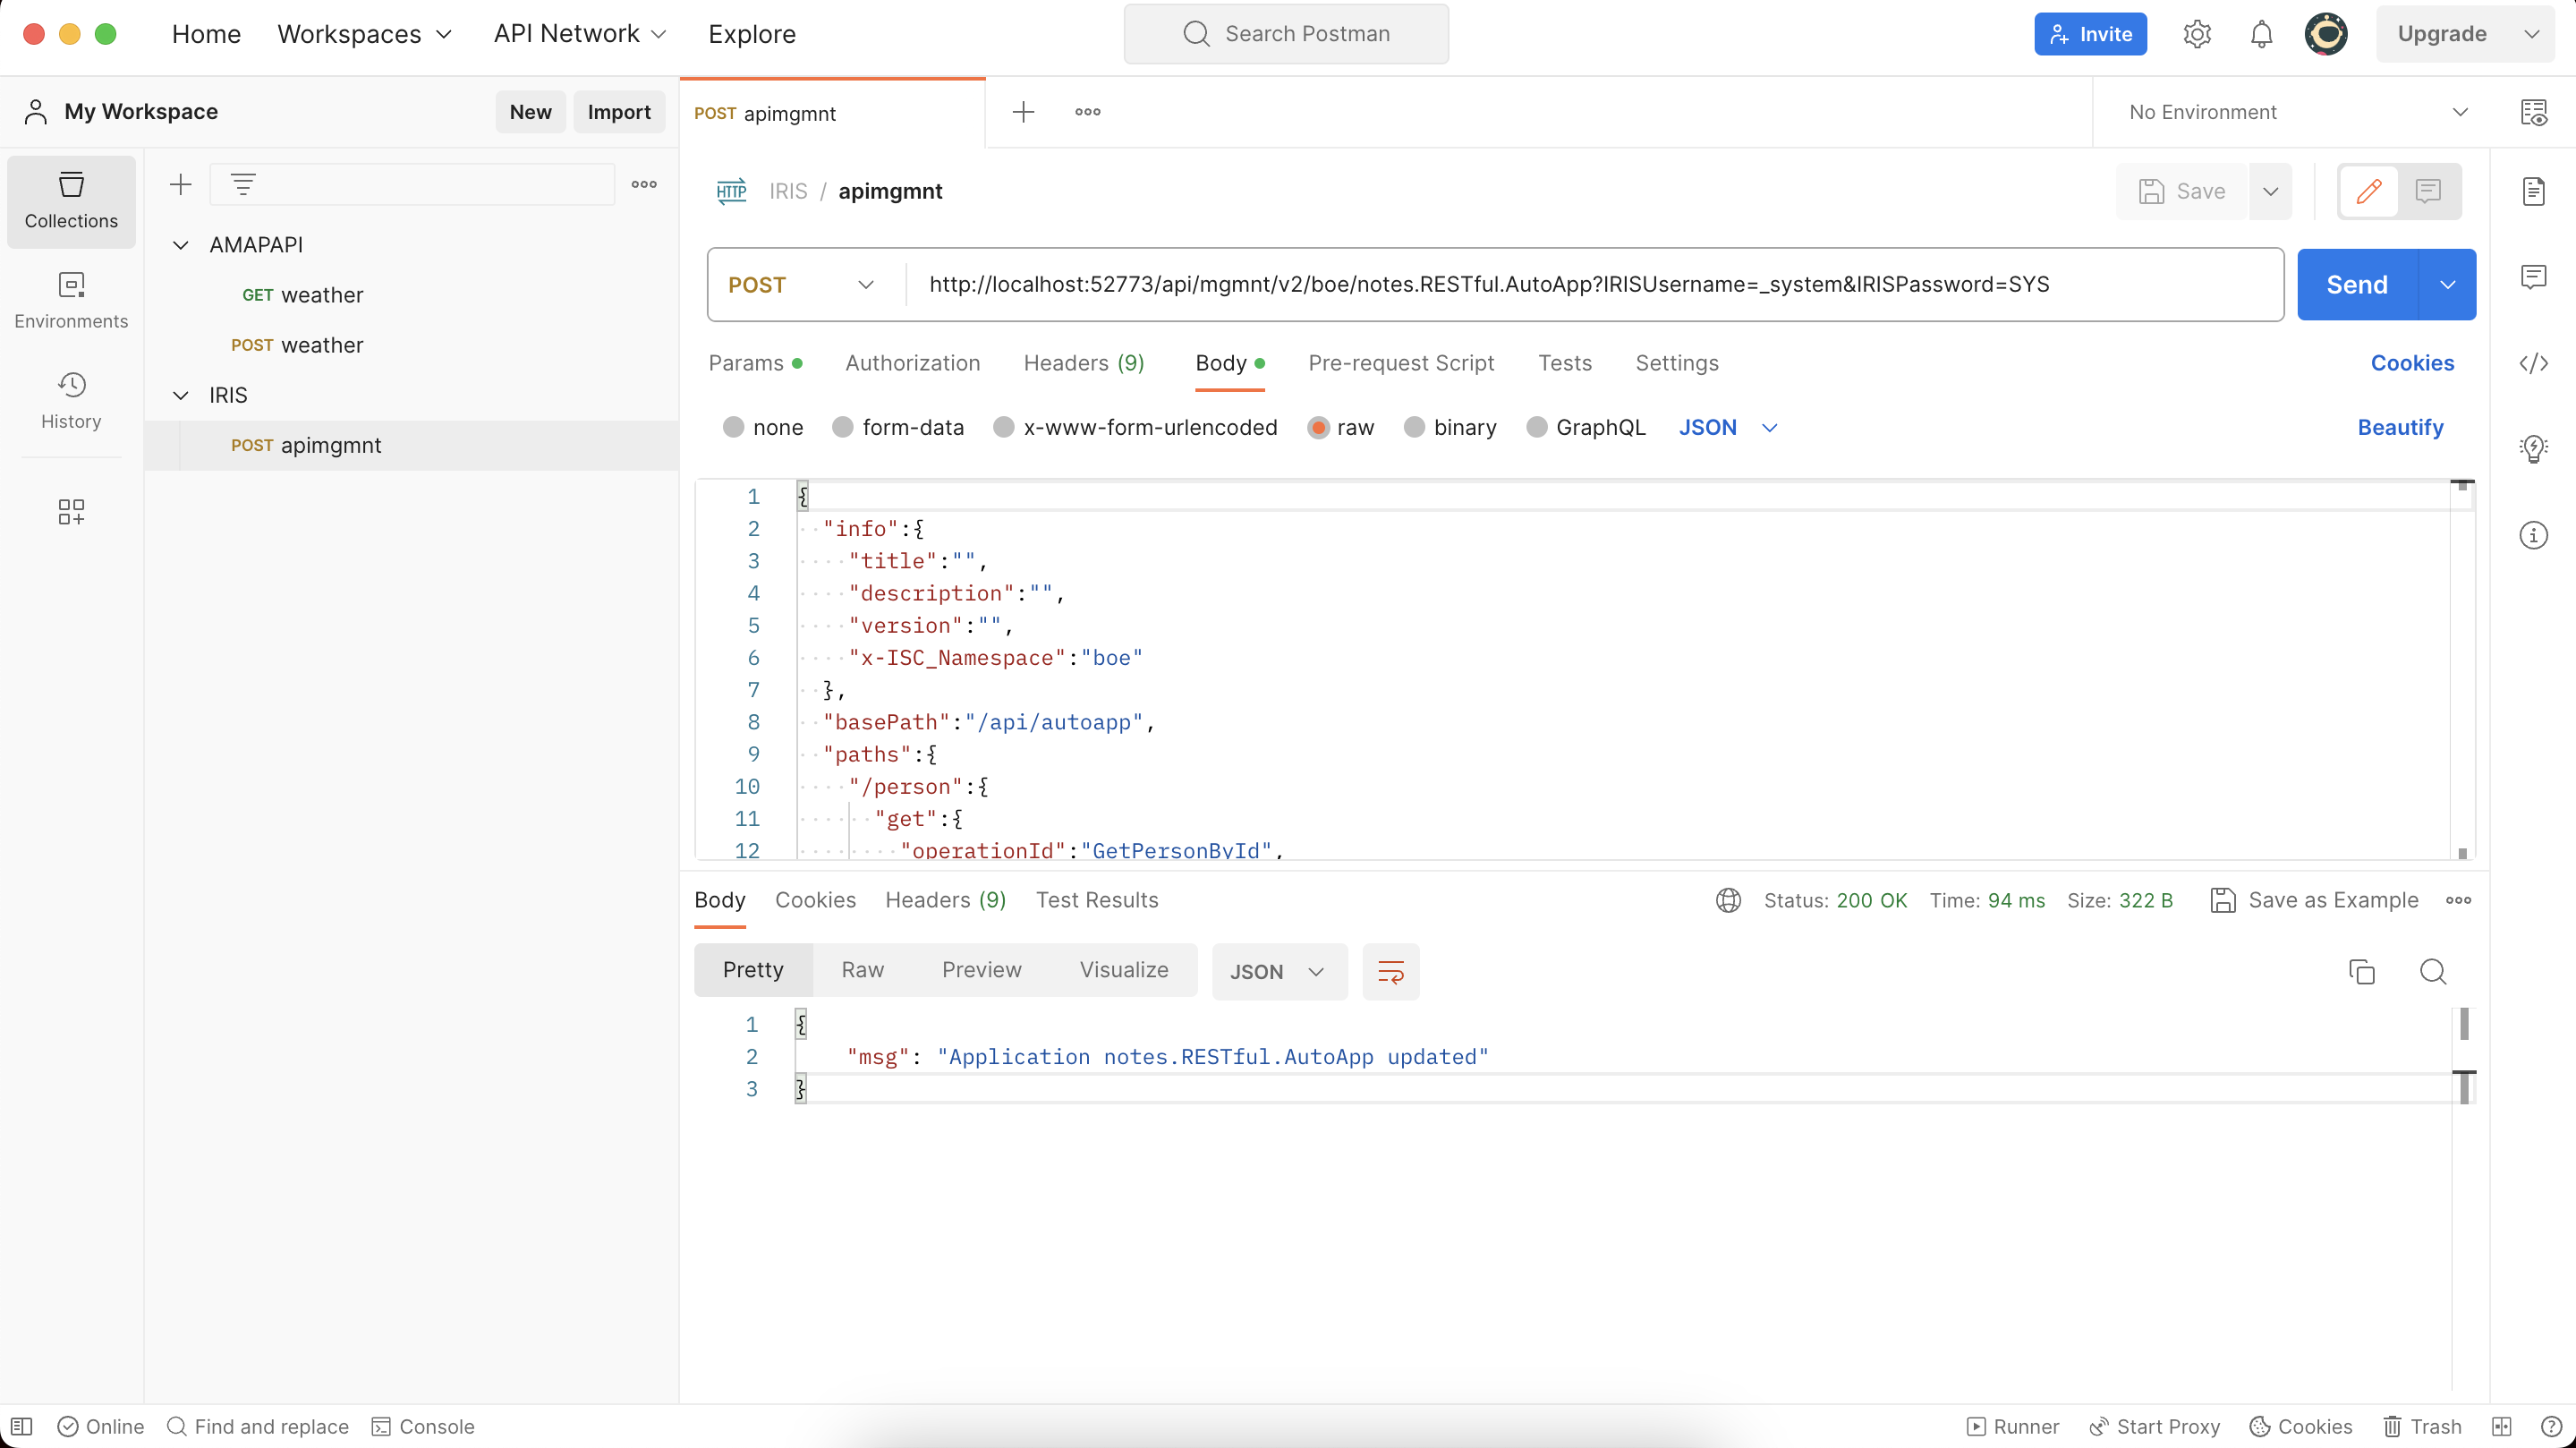 Home Workspaces API Network Explore Search Postman Invite Upgrade
My Workspace New Import POST apimgmnt No Environment
Collections
Environments
History
AMAPAPI
GET weather
POST weather
IRIS
POST apimgmnt
HTTP IRIS / apimgmnt Save
POST http://localhost:52773/api/mgmnt/v2/boe/notes.RESTful.AutoApp?IRISUsername=_system&IRISPassword=SYS Send
Params Authorization Headers (9) Body Pre-request Script Tests Settings Cookies
none form-data x-www-form-urlencoded raw binary GraphQL JSON Beautify
1 {
2 "info":{
3 "title":"",
4 "description":"",
5 "version":"",
6 "x-ISC_Namespace":"boe"
7 },
8 "basePath":"/api/autoapp",
9 "paths":{
10 "/person":{
11 "get":{
12 "operationId":"GetPersonById",
Body Cookies Headers (9) Test Results Status: 200 OK Time: 94 ms Size: 322 B Save as Example
Pretty Raw Preview Visualize JSON
1 {
2 "msg": "Application notes.RESTful.AutoApp updated"
3 }
Online Find and replace Console Runner Start Proxy Cookies Trash